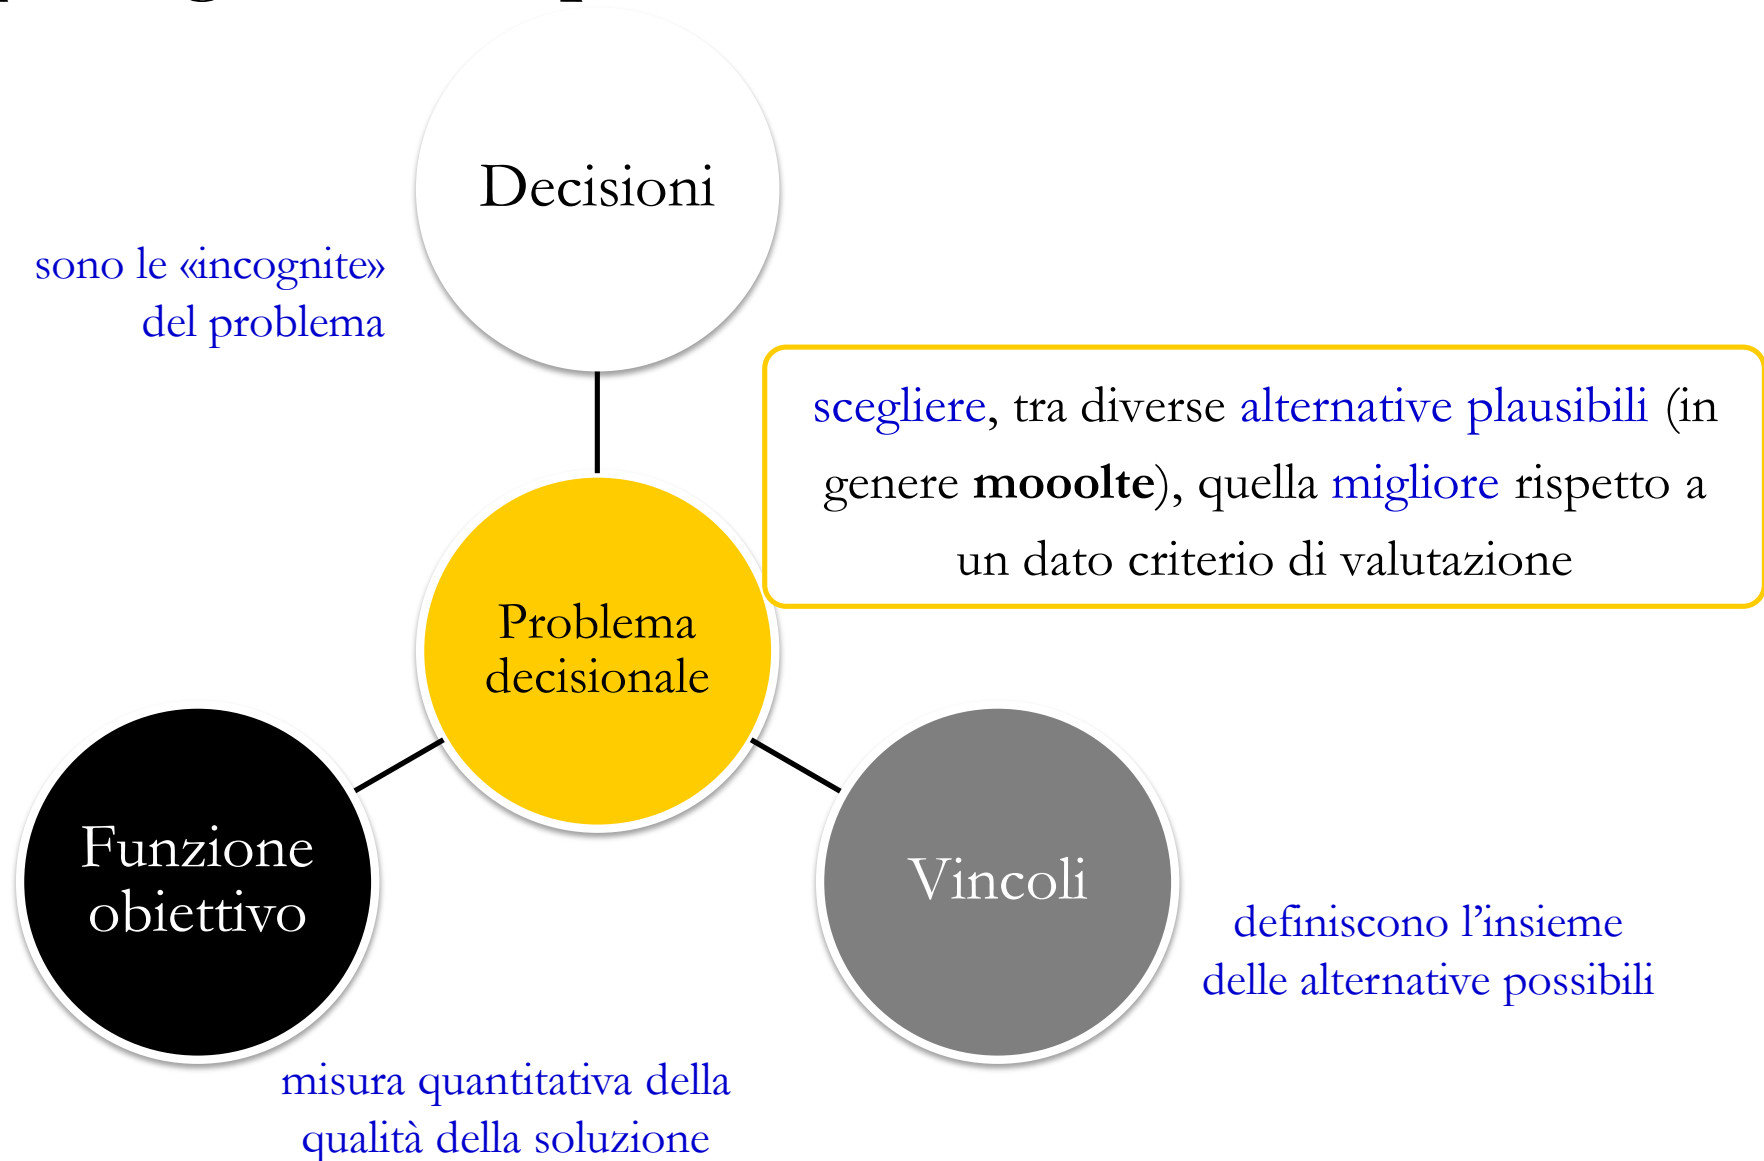 Decisioni
sono le «incognite»
del problema
scegliere, tra diverse alternative plausibili (in
genere mooolte), quella migliore rispetto a
un dato criterio di valutazione
Problema
decisionale
Funzione
obiettivo
Vincoli
definiscono l’insieme
delle alternative possibili
misura quantitativa della
qualità della soluzione